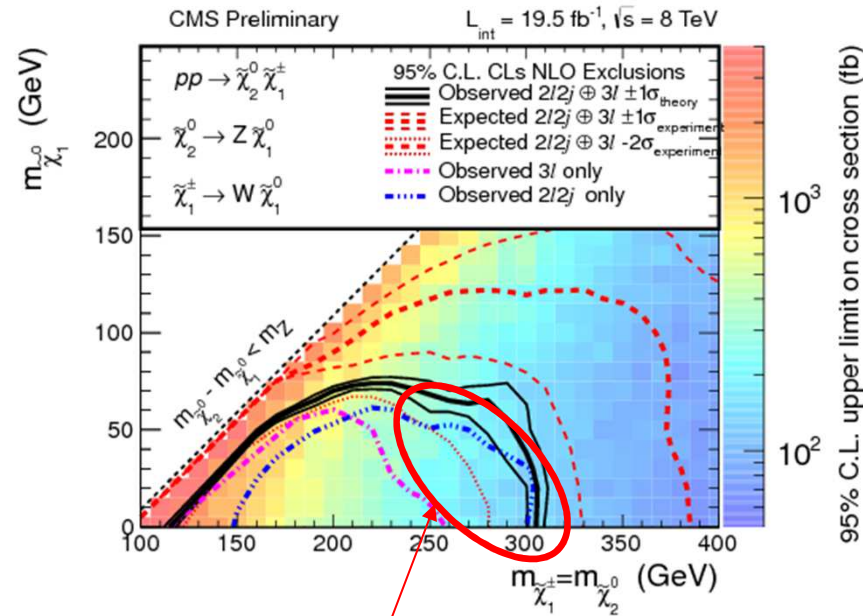 CMS Preliminary
L_int = 19.5 fb⁻¹, √s = 8 TeV
pp → χ̃₂⁰ χ̃₁±
χ̃₂⁰ → Z χ̃₁⁰
χ̃₁± → W χ̃₁⁰
95% C.L. CLs NLO Exclusions
Observed 2l2j ⊕ 3l ±1σ_theory
Expected 2l2j ⊕ 3l ±1σ_experiment
Expected 2l2j ⊕ 3l -2σ_experiment
Observed 3l only
Observed 2l2j only
m_χ̃₁⁰ (GeV)
200
150
100
50
0
m_χ̃₂⁰ - m_χ̃₁⁰ < m_Z
100 150 200 250 300 350 400
m_χ̃₁± = m_χ̃₂⁰ (GeV)
10³
10²
95% C.L. upper limit on cross section (fb)